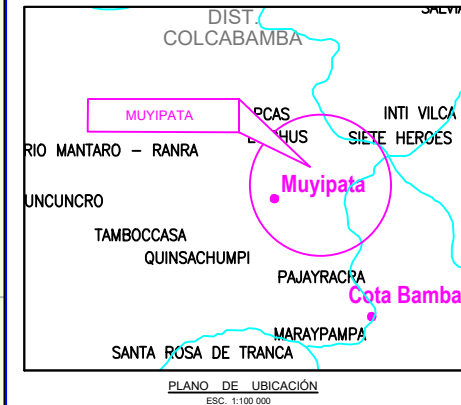 DIST.
COLCABAMBA
MUYIPATA
INTI VILCA
SIETE HEROES
RIO MANTARO – RANRA
Muyipata
UNCUNCRO
TAMBOCCASA
QUINSACHUMPI
PAJAYRACRA
Cota Bamba
MARAYPAMPA
SANTA ROSA DE TRANCA
PLANO DE UBICACIÓN
ESC. 1:100 000